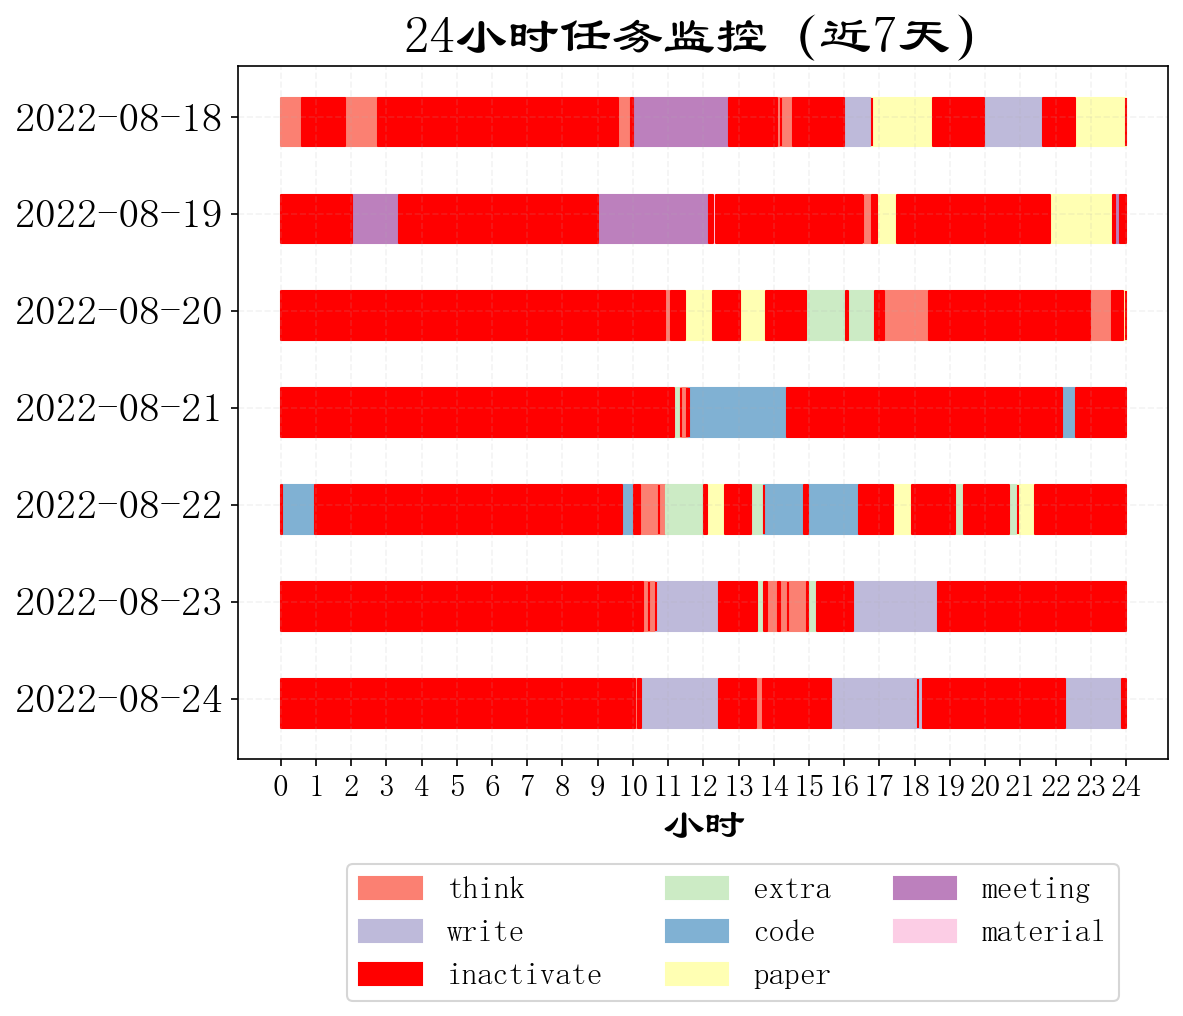 24小时任务监控 (近7天)
2022-08-18
2022-08-19
2022-08-20
2022-08-21
2022-08-22
2022-08-23
2022-08-24
0 1 2 3 4 5 6 7 8 9 10 11 12 13 14 15 16 17 18 19 20 21 22 23 24
小时
think extra meeting
write code material
inactivate paper